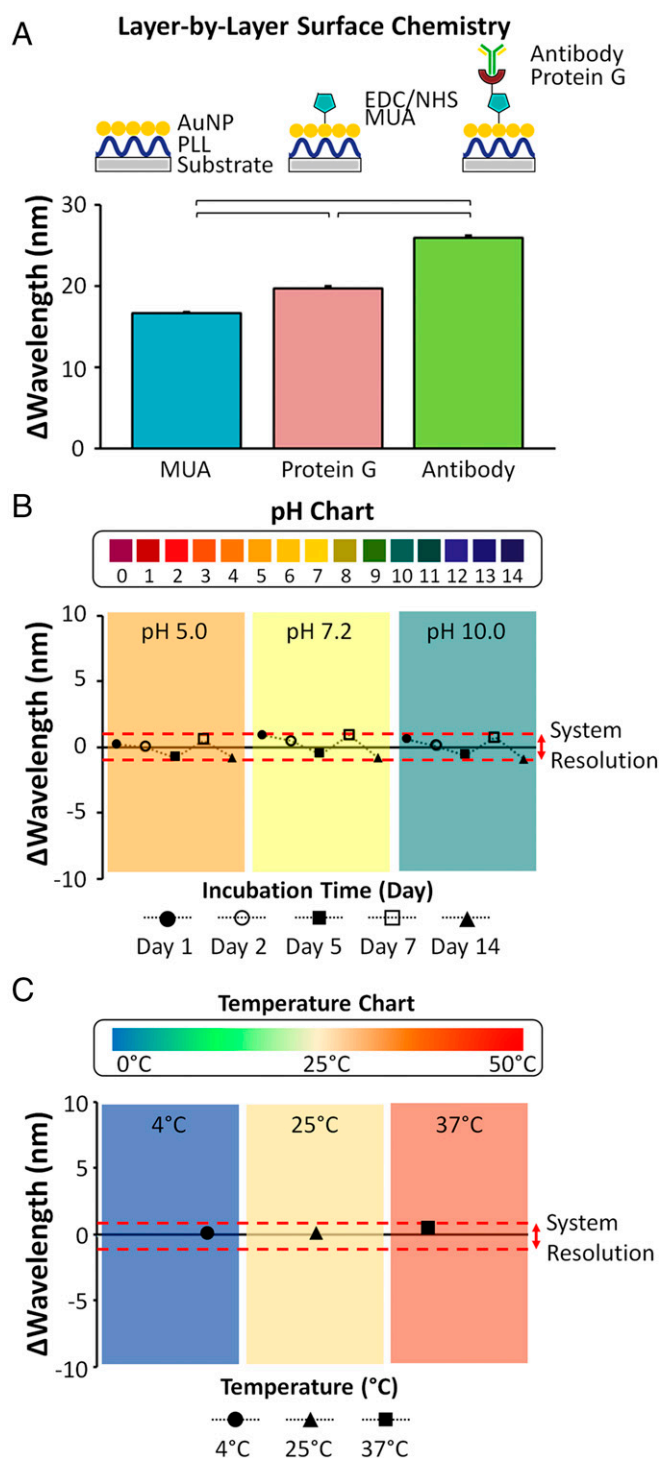 A
Layer-by-Layer Surface Chemistry
Antibody
Protein G
EDC/NHS
MUA
AuNP
PLL
Substrate
ΔWavelength (nm)
30
20
10
0
MUA Protein G Antibody
B
pH Chart
0 1 2 3 4 5 6 7 8 9 10 11 12 13 14
ΔWavelength (nm)
10
5
0
-5
-10
pH 5.0 pH 7.2 pH 10.0
System
Resolution
Incubation Time (Day)
Day 1 Day 2 Day 5 Day 7 Day 14
C
Temperature Chart
0°C 25°C 50°C
ΔWavelength (nm)
10
5
0
-5
-10
4°C 25°C 37°C
System
Resolution
Temperature (°C)
4°C 25°C 37°C